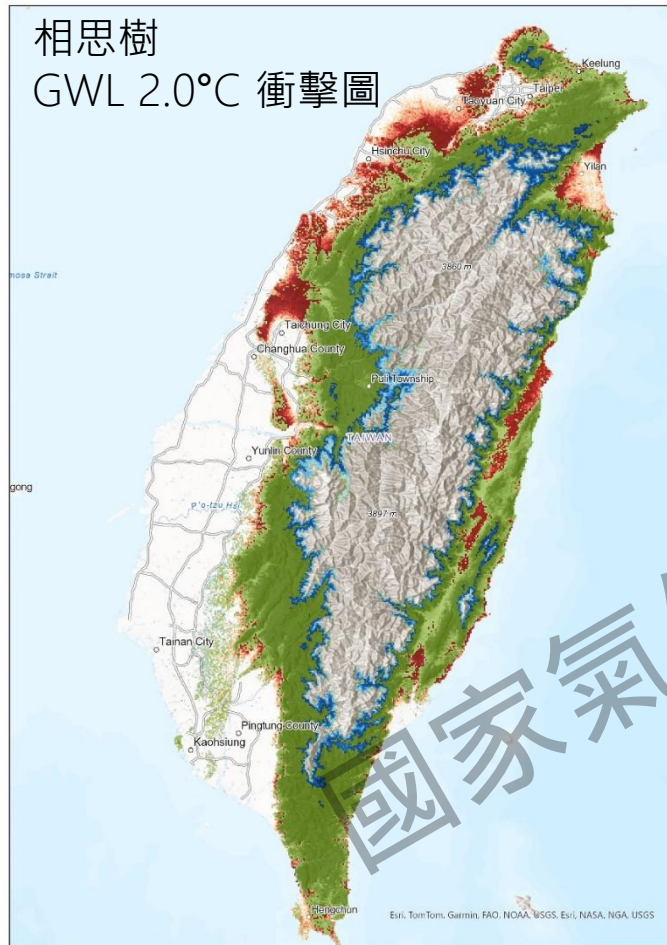 相思樹
GWL 2.0°C 衝擊圖
Keelung
Taipei
Taoyuan City
Hsinchu City
Yilan
mosa Strait
3860 m
Taichung City
Changhua County
Puli Township
TAIWAN
Yunlin County
gong
P'o-tzu Hsi
3897 m
Tainan City
Pingtung County
Kaohsiung
國家氣
Hengchun
Esri, TomTom, Garmin, FAO, NOAA, USGS, Esri, NASA, NGA, USGS